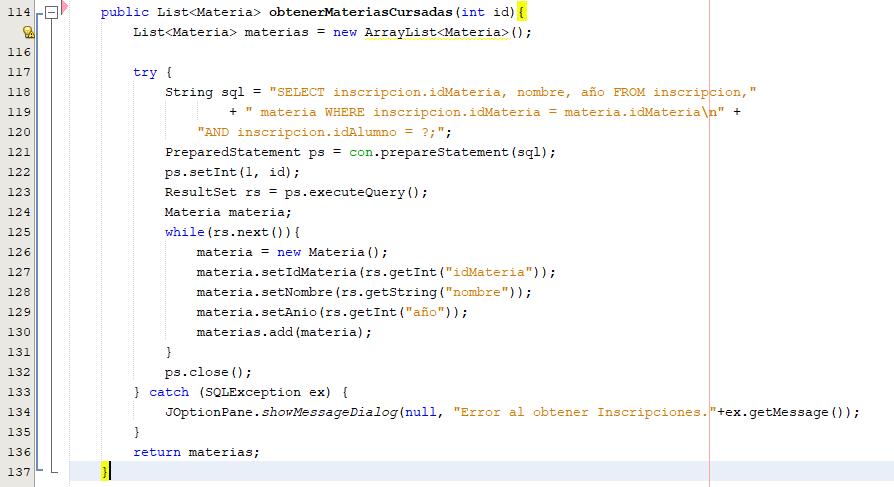 114 public List<Materia> obtenerMateriasCursadas(int id){
List<Materia> materias = new ArrayList<Materia>();
116
117 try {
118 String sql = "SELECT inscripcion.idMateria, nombre, año FROM inscripcion,"
119 + " materia WHERE inscripcion.idMateria = materia.idMateria\n" +
120 "AND inscripcion.idAlumno = ?;";
121 PreparedStatement ps = con.prepareStatement(sql);
122 ps.setInt(1, id);
123 ResultSet rs = ps.executeQuery();
124 Materia materia;
125 while(rs.next()){
126 materia = new Materia();
127 materia.setIdMateria(rs.getInt("idMateria"));
128 materia.setNombre(rs.getString("nombre"));
129 materia.setAnio(rs.getInt("año"));
130 materias.add(materia);
131 }
132 ps.close();
133 } catch (SQLException ex) {
134 JOptionPane.showMessageDialog(null, "Error al obtener Inscripciones."+ex.getMessage());
135 }
136 return materias;
137 }